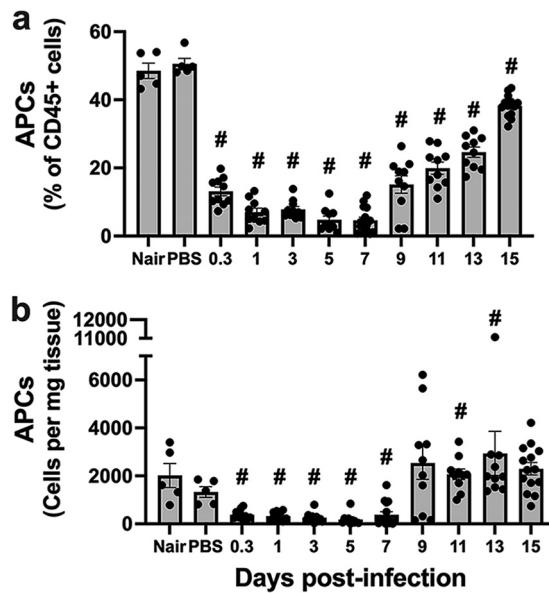 a
APCs
(% of CD45+ cells)
60
40
20
0
# # # # # # # # #
Nair PBS 0.3 1 3 5 7 9 11 13 15
b
APCs
(Cells per mg tissue)
12000
11000
6000
4000
2000
0
# # # # # # #
Nair PBS 0.3 1 3 5 7 9 11 13 15
Days post-infection